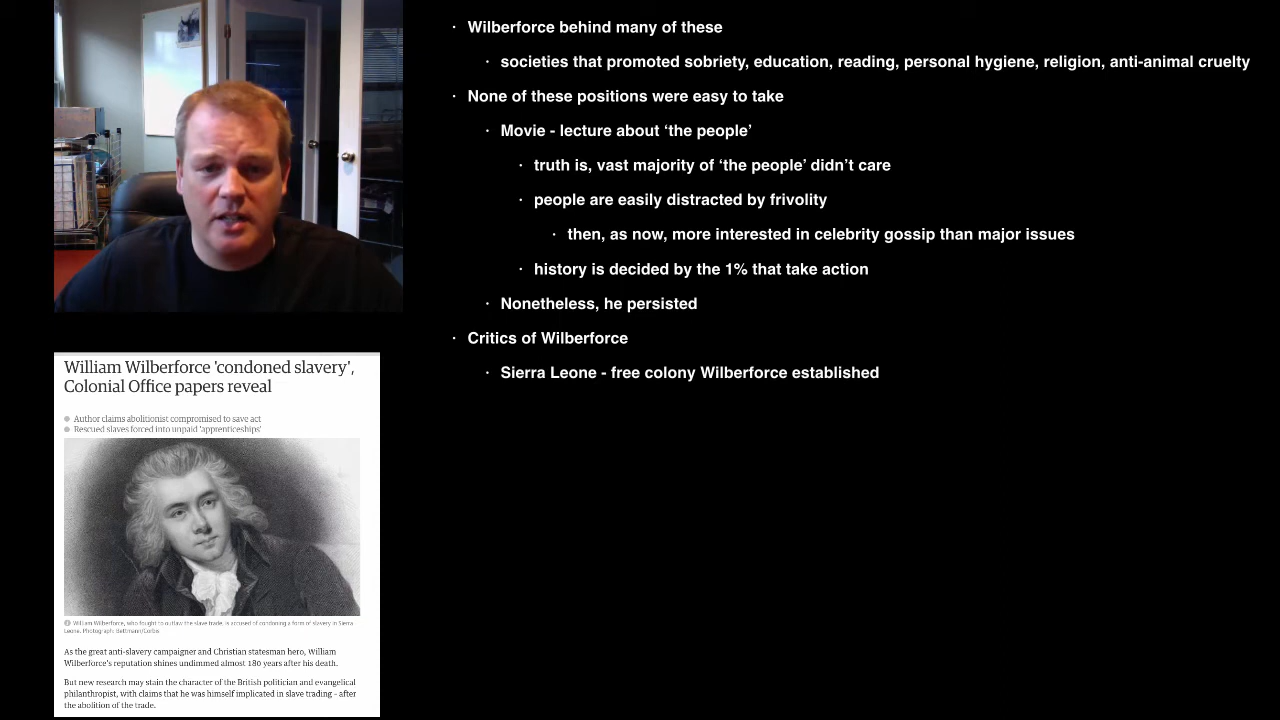 · Wilberforce behind many of these
· societies that promoted sobriety, education, reading, personal hygiene, religion, anti-animal cruelty
· None of these positions were easy to take
· Movie - lecture about ‘the people’
· truth is, vast majority of ‘the people’ didn’t care
· people are easily distracted by frivolity
· then, as now, more interested in celebrity gossip than major issues
· history is decided by the 1% that take action
· Nonetheless, he persisted
· Critics of Wilberforce
· Sierra Leone - free colony Wilberforce established
William Wilberforce 'condoned slavery',
Colonial Office papers reveal
● Author claims abolitionist compromised to save act
● Rescued slaves forced into unpaid 'apprenticeships'
William Wilberforce, who fought to outlaw the slave trade, is accused of condoning a form of slavery in Sierra
Leone. Photograph: Bettmann/Corbis
As the great anti-slavery campaigner and Christian statesman hero, William
Wilberforce's reputation shines undimmed almost 180 years after his death.
But new research may stain the character of the British politician and evangelical
philanthropist, with claims that he was himself implicated in slave trading – after
the abolition of the trade.